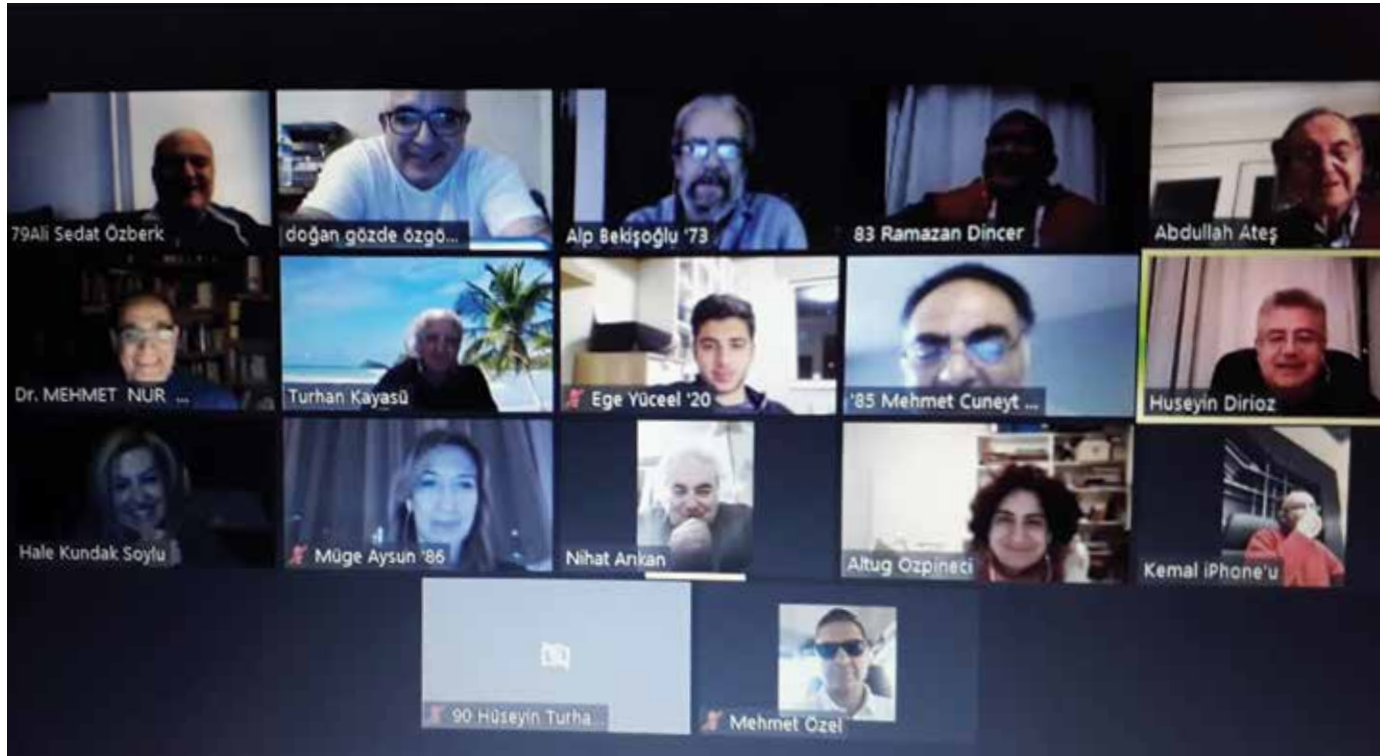 79Ali Sedat Özberk
doğan gözde özgö...
Alp Bekişoğlu '73
83 Ramazan Dincer
Abdullah Ateş
Dr. MEHMET NUR ...
Turhan Kayasü
Ege Yüceel '20
'85 Mehmet Cuneyt ...
Huseyin Dirioz
Hale Kundak Soylu
Müge Aysun '86
Nihat Arıkan
Altug Ozpineci
Kemal iPhone'u
90 Hüseyin Turha
Mehmet Özel